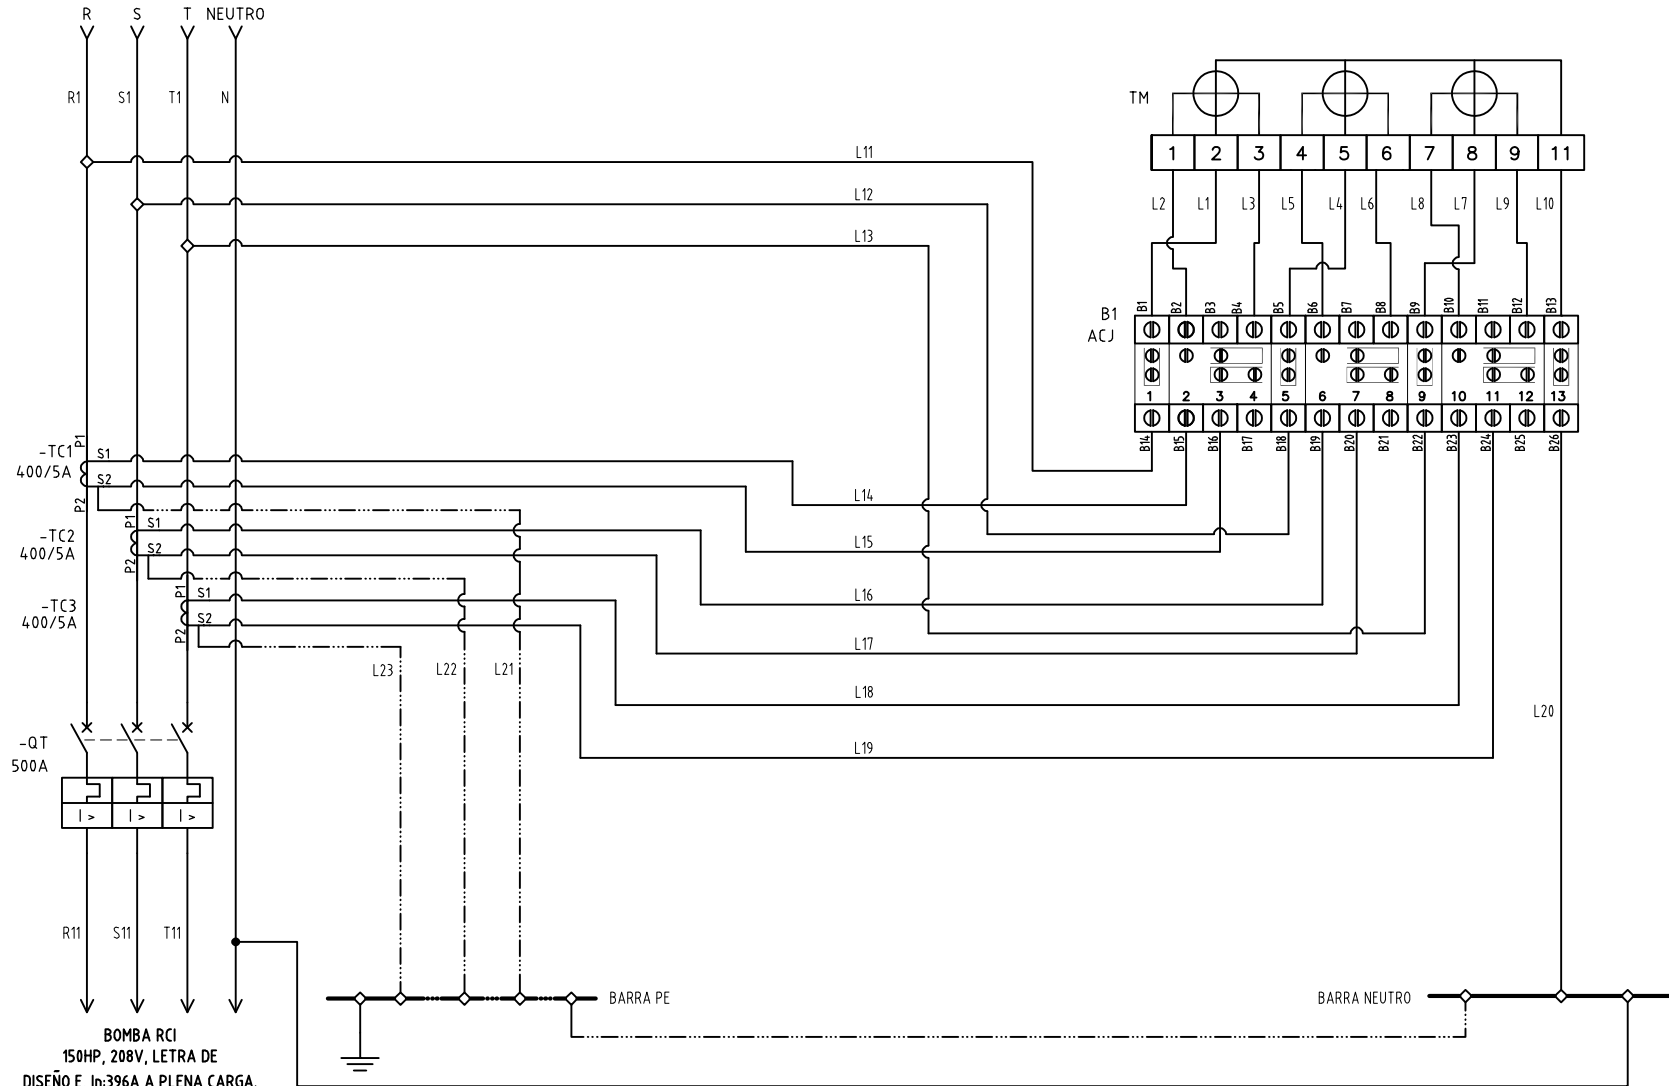 R S T NEUTRO
R1 S1 T1 N
TM
1 2 3 4 5 6 7 8 9 11
L11
L12
L13
L2 L1 L3 L5 L4 L6 L8 L7 L9 L10
B1 B2 B3 B4 B5 B6 B7 B8 B9 B10 B11 B12 B13
B1
ACJ
1 2 3 4 5 6 7 8 9 10 11 12 13
B14 B15 B16 B17 B18 B19 B20 B21 B22 B23 B24 B25 B26
P1
-TC1
400/5A
S1
S2
P2
L14
P1
-TC2
400/5A
S1
S2
P2
L15
P1
-TC3
400/5A
S1
S2
P2
L16
L17
L23 L22 L21
L18
L20
L19
-QT
500A
I > I > I >
R11 S11 T11
BARRA PE
BARRA NEUTRO
BOMBA RCI
150HP, 208V, LETRA DE
DISEÑO E, In:396A A PLENA CARGA.